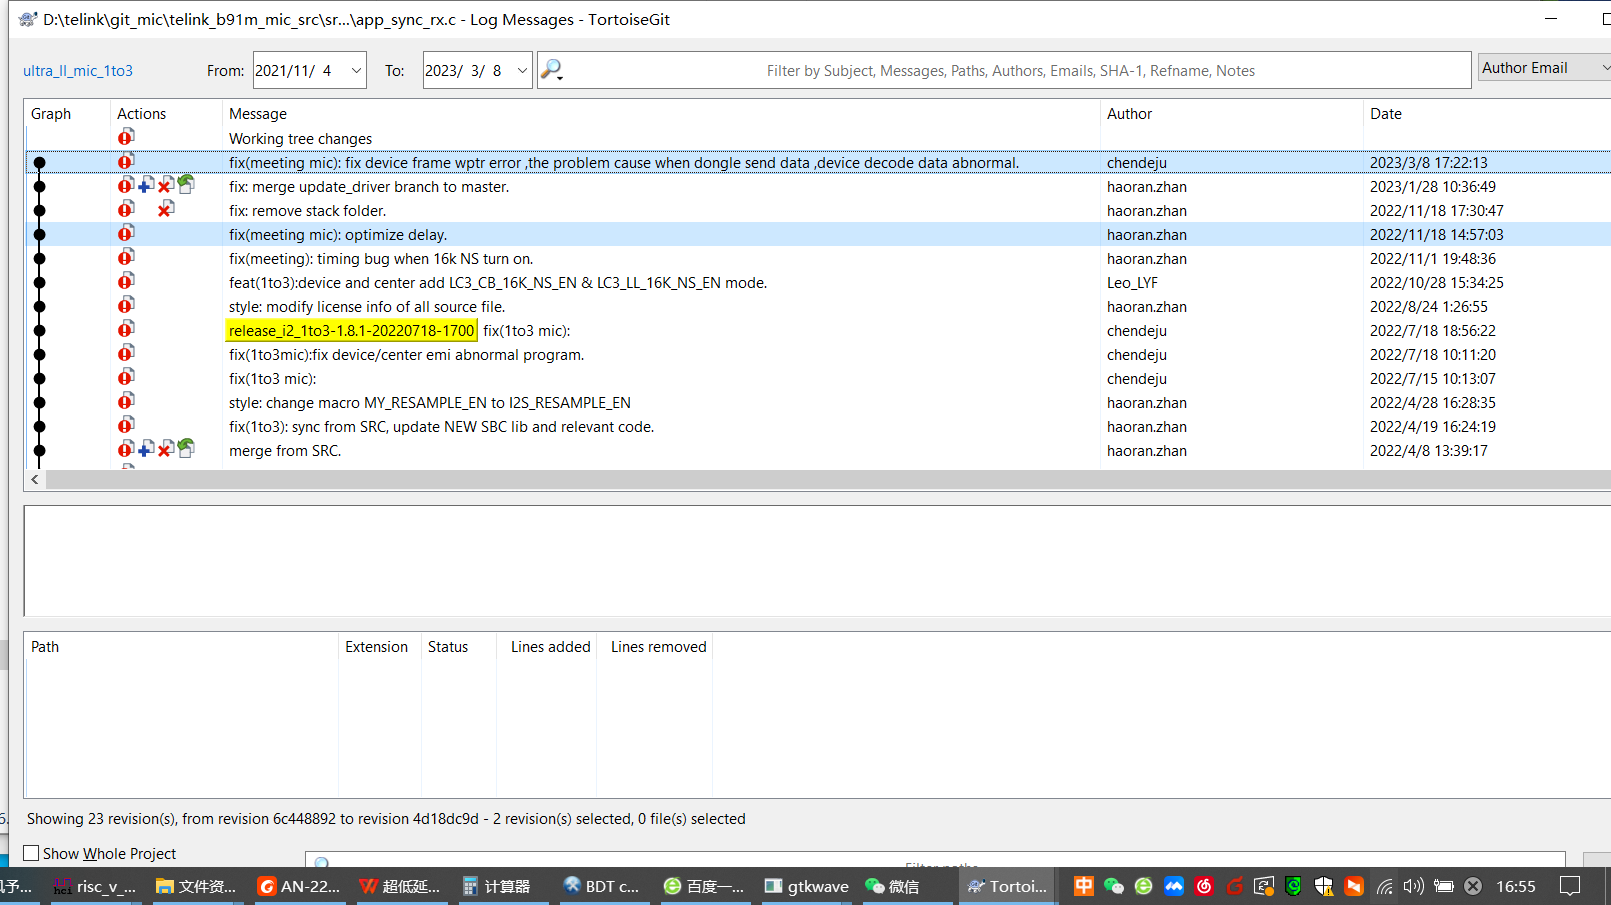 D:\telink\git_mic\telink_b91m_mic_src\sr...\app_sync_rx.c - Log Messages - TortoiseGit
ultra_ll_mic_1to3 From: 2021/11/ 4 To: 2023/ 3/ 8 Filter by Subject, Messages, Paths, Authors, Emails, SHA-1, Refname, Notes Author Email
Graph Actions Message Author Date
Working tree changes
fix(meeting mic): fix device frame wptr error ,the problem cause when dongle send data ,device decode data abnormal. chendeju 2023/3/8 17:22:13
fix: merge update_driver branch to master. haoran.zhan 2023/1/28 10:36:49
fix: remove stack folder. haoran.zhan 2022/11/18 17:30:47
fix(meeting mic): optimize delay. haoran.zhan 2022/11/18 14:57:03
fix(meeting): timing bug when 16k NS turn on. haoran.zhan 2022/11/1 19:48:36
feat(1to3):device and center add LC3_CB_16K_NS_EN & LC3_LL_16K_NS_EN mode. Leo_LYF 2022/10/28 15:34:25
style: modify license info of all source file. haoran.zhan 2022/8/24 1:26:55
release_i2_1to3-1.8.1-20220718-1700 fix(1to3 mic): chendeju 2022/7/18 18:56:22
fix(1to3mic):fix device/center emi abnormal program. chendeju 2022/7/18 10:11:20
fix(1to3 mic): chendeju 2022/7/15 10:13:07
style: change macro MY_RESAMPLE_EN to I2S_RESAMPLE_EN haoran.zhan 2022/4/28 16:28:35
fix(1to3): sync from SRC, update NEW SBC lib and relevant code. haoran.zhan 2022/4/19 16:24:19
merge from SRC. haoran.zhan 2022/4/8 13:39:17
Path Extension Status Lines added Lines removed
Showing 23 revision(s), from revision 6c448892 to revision 4d18dc9d - 2 revision(s) selected, 0 file(s) selected
Show Whole Project
予... risc_v_... 文件资... AN-22... 超低延... 计算器 BDT c... 百度一... gtkwave 微信 Tortoi... 中 16:55